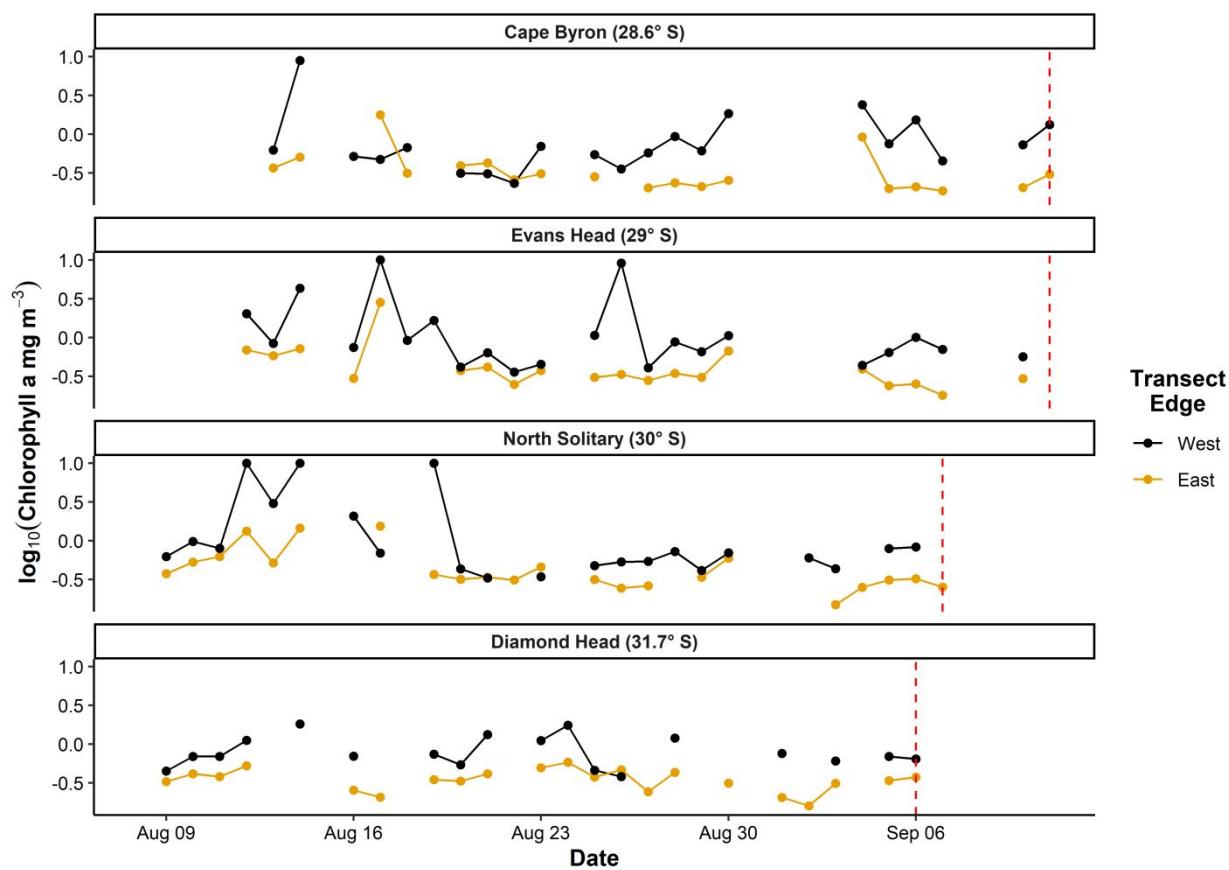 Cape Byron (28.6° S)
1.0
0.5
0.0
-0.5
Evans Head (29° S)
1.0
0.5
0.0
-0.5
North Solitary (30° S)
1.0
0.5
0.0
-0.5
Diamond Head (31.7° S)
1.0
0.5
0.0
-0.5
Aug 09 Aug 16 Aug 23 Aug 30 Sep 06
Date
log₁₀(Chlorophyll a mg m⁻³)
Transect
Edge
West
East